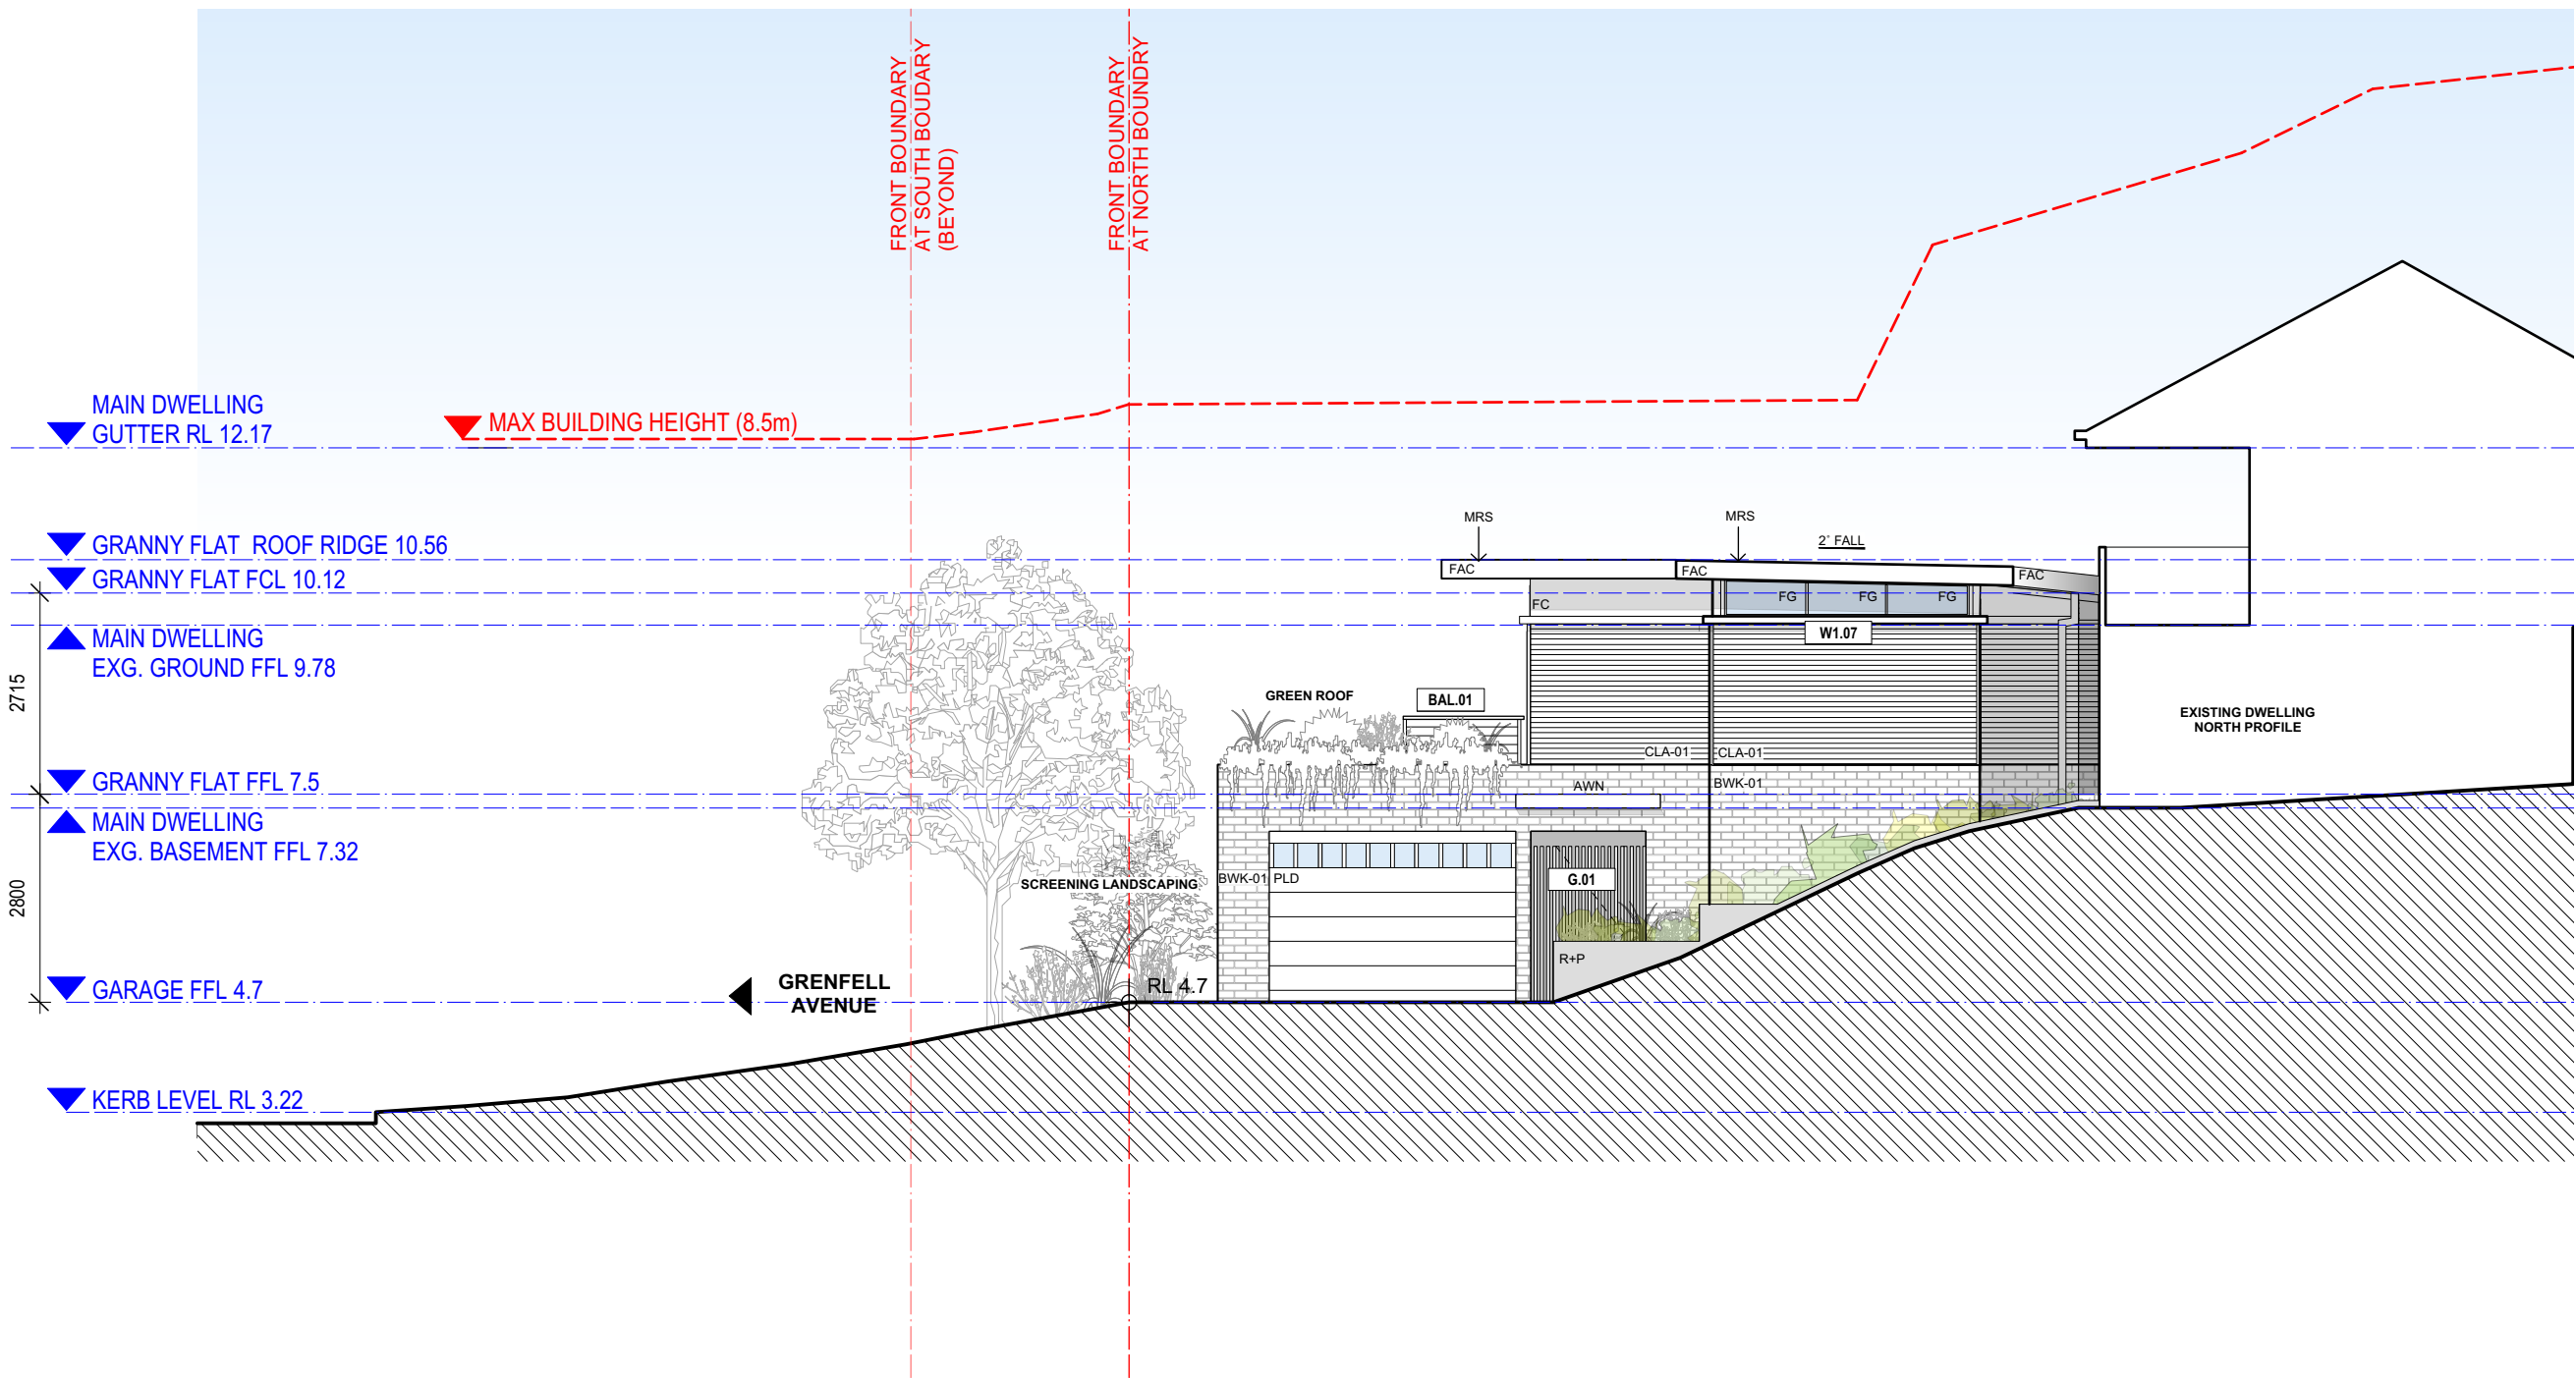 FRONT BOUNDARY
AT SOUTH BOUDARY
(BEYOND)
FRONT BOUNDARY
AT NORTH BOUNDRY
MAIN DWELLING
GUTTER RL 12.17
MAX BUILDING HEIGHT (8.5m)
GRANNY FLAT  ROOF RIDGE 10.56
GRANNY FLAT FCL 10.12
MAIN DWELLING
EXG. GROUND FFL 9.78
2715
GRANNY FLAT FFL 7.5
MAIN DWELLING
EXG. BASEMENT FFL 7.32
2800
GARAGE FFL 4.7
KERB LEVEL RL 3.22
GRENFELL
AVENUE
RL 4.7
SCREENING LANDSCAPING
GREEN ROOF
BAL.01
MRS
MRS
2° FALL
FAC
FAC
FAC
FC
FG
FG
FG
W1.07
CLA-01
CLA-01
AWN
BWK-01
BWK-01
PLD
G.01
R+P
EXISTING DWELLING
NORTH PROFILE